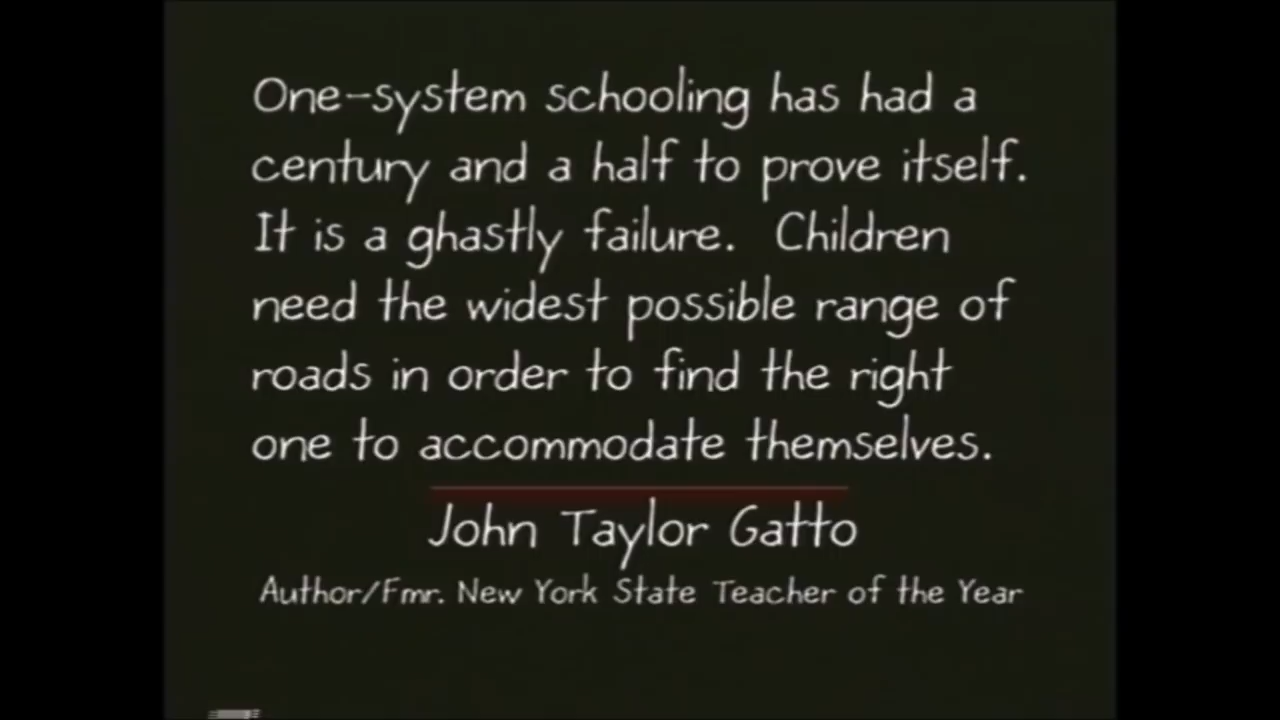 One-system schooling has had a
century and a half to prove itself.
It is a ghastly failure.  Children
need the widest possible range of
roads in order to find the right
one to accommodate themselves.
John Taylor Gatto
Author/Fmr. New York State Teacher of the Year